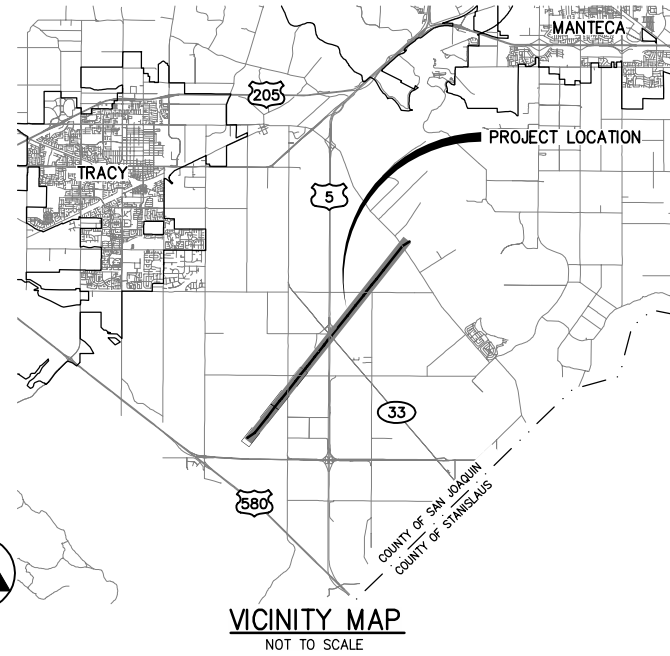 MANTECA
205
PROJECT LOCATION
TRACY
5
33
COUNTY OF SAN JOAQUIN
COUNTY OF STANISLAUS
580
VICINITY MAP
NOT TO SCALE